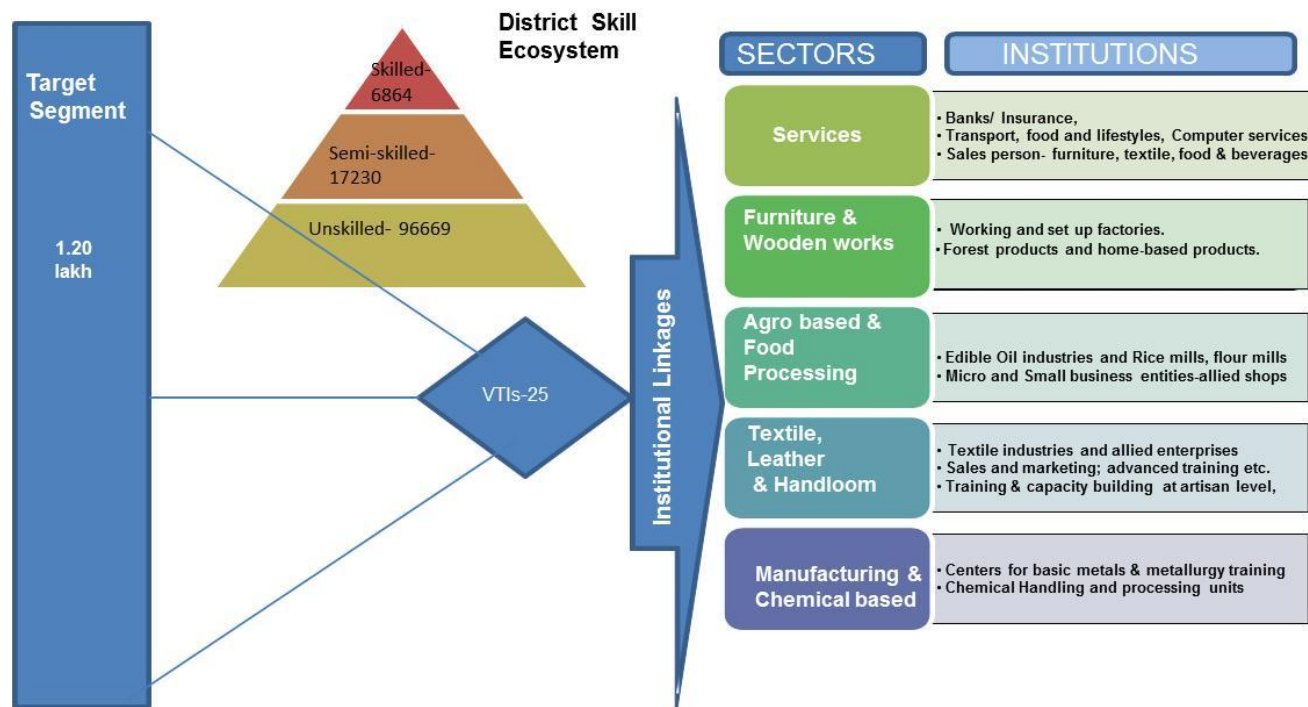 District Skill
Ecosystem
Target
Segment
1.20
lakh
Skilled-
6864
Semi-skilled-
17230
Unskilled- 96669
VTIs-25
Institutional Linkages
SECTORS
INSTITUTIONS
Services
• Banks/ Insurance,
• Transport, food and lifestyles, Computer services
• Sales person- furniture, textile, food & beverages
Furniture &
Wooden works
• Working and set up factories.
• Forest products and home-based products.
Agro based &
Food
Processing
• Edible Oil industries and Rice mills, flour mills
• Micro and Small business entities-allied shops
Textile,
Leather
& Handloom
• Textile industries and allied enterprises
• Sales and marketing; advanced training etc.
• Training & capacity building at artisan level,
Manufacturing &
Chemical based
• Centers for basic metals & metallurgy training
• Chemical Handling and processing units